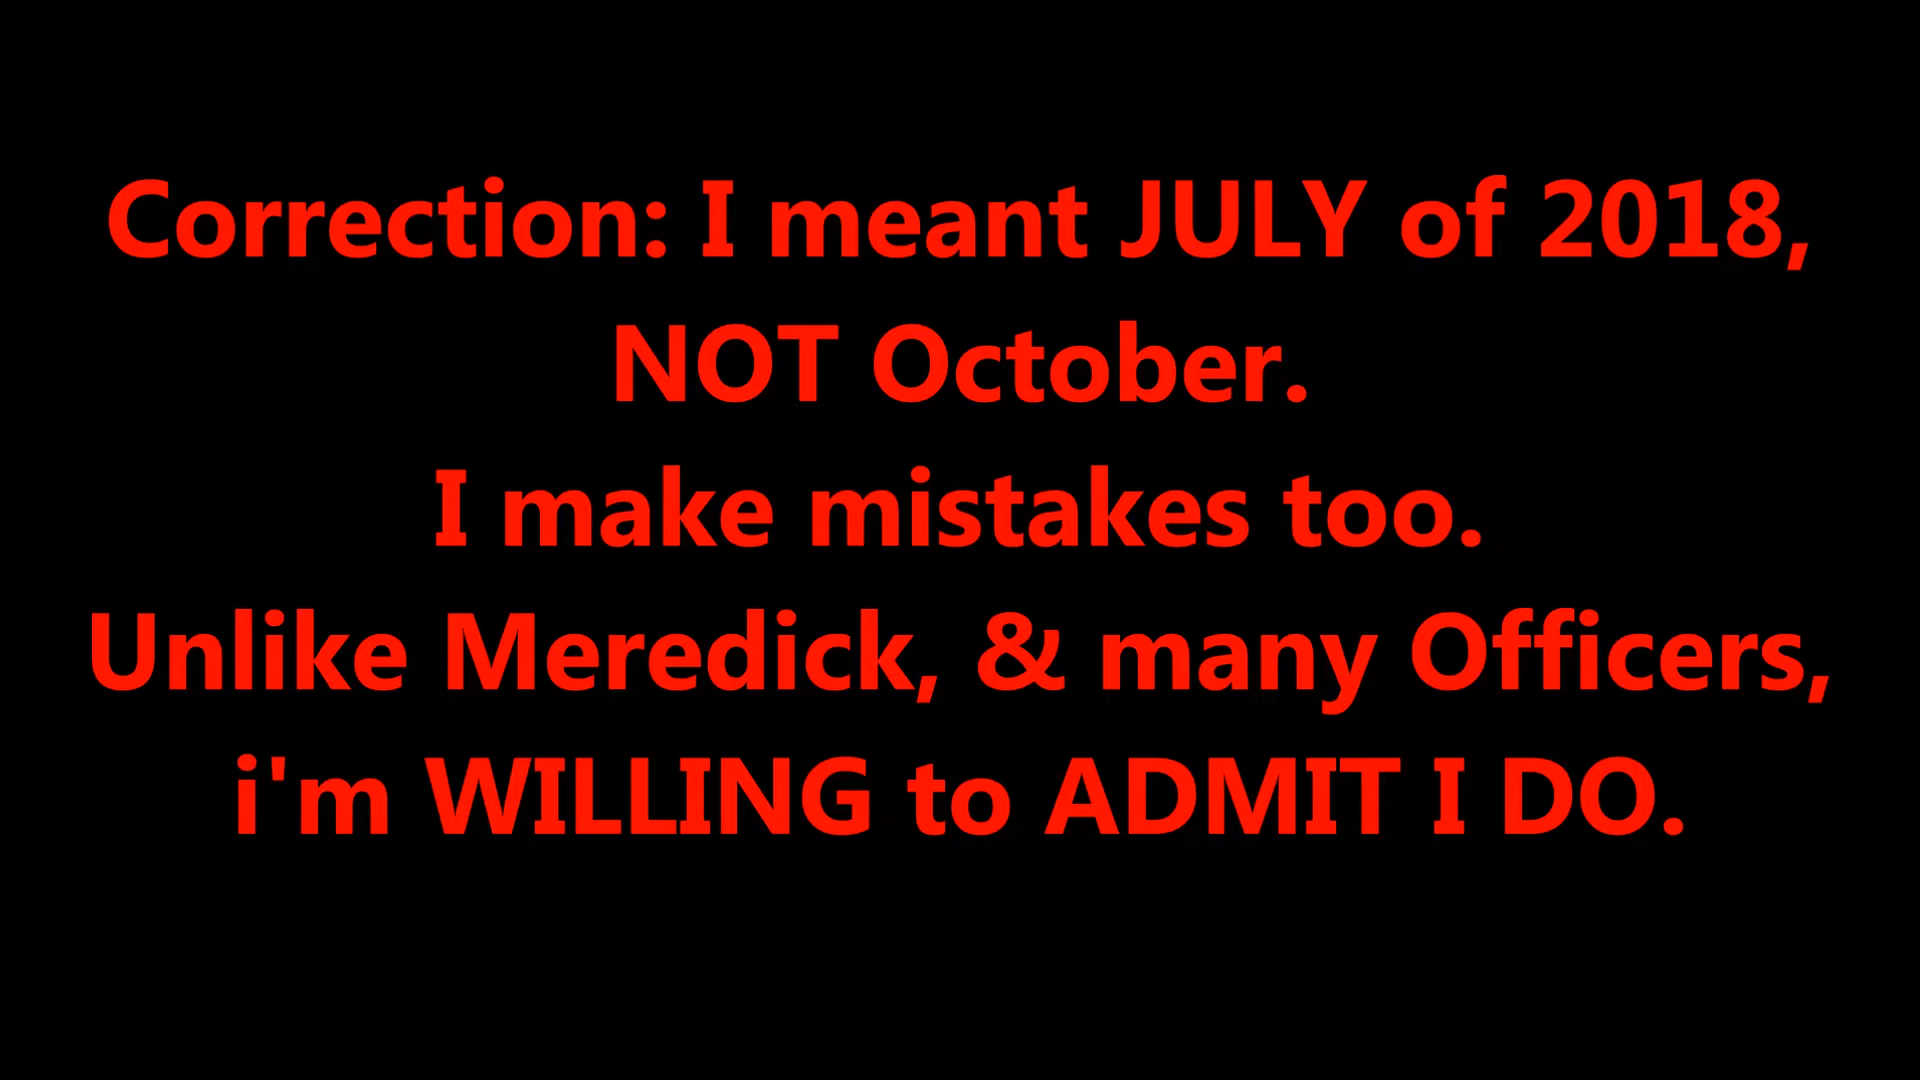 Correction: I meant JULY of 2018,
NOT October.
I make mistakes too.
Unlike Meredick, & many Officers,
i'm WILLING to ADMIT I DO.